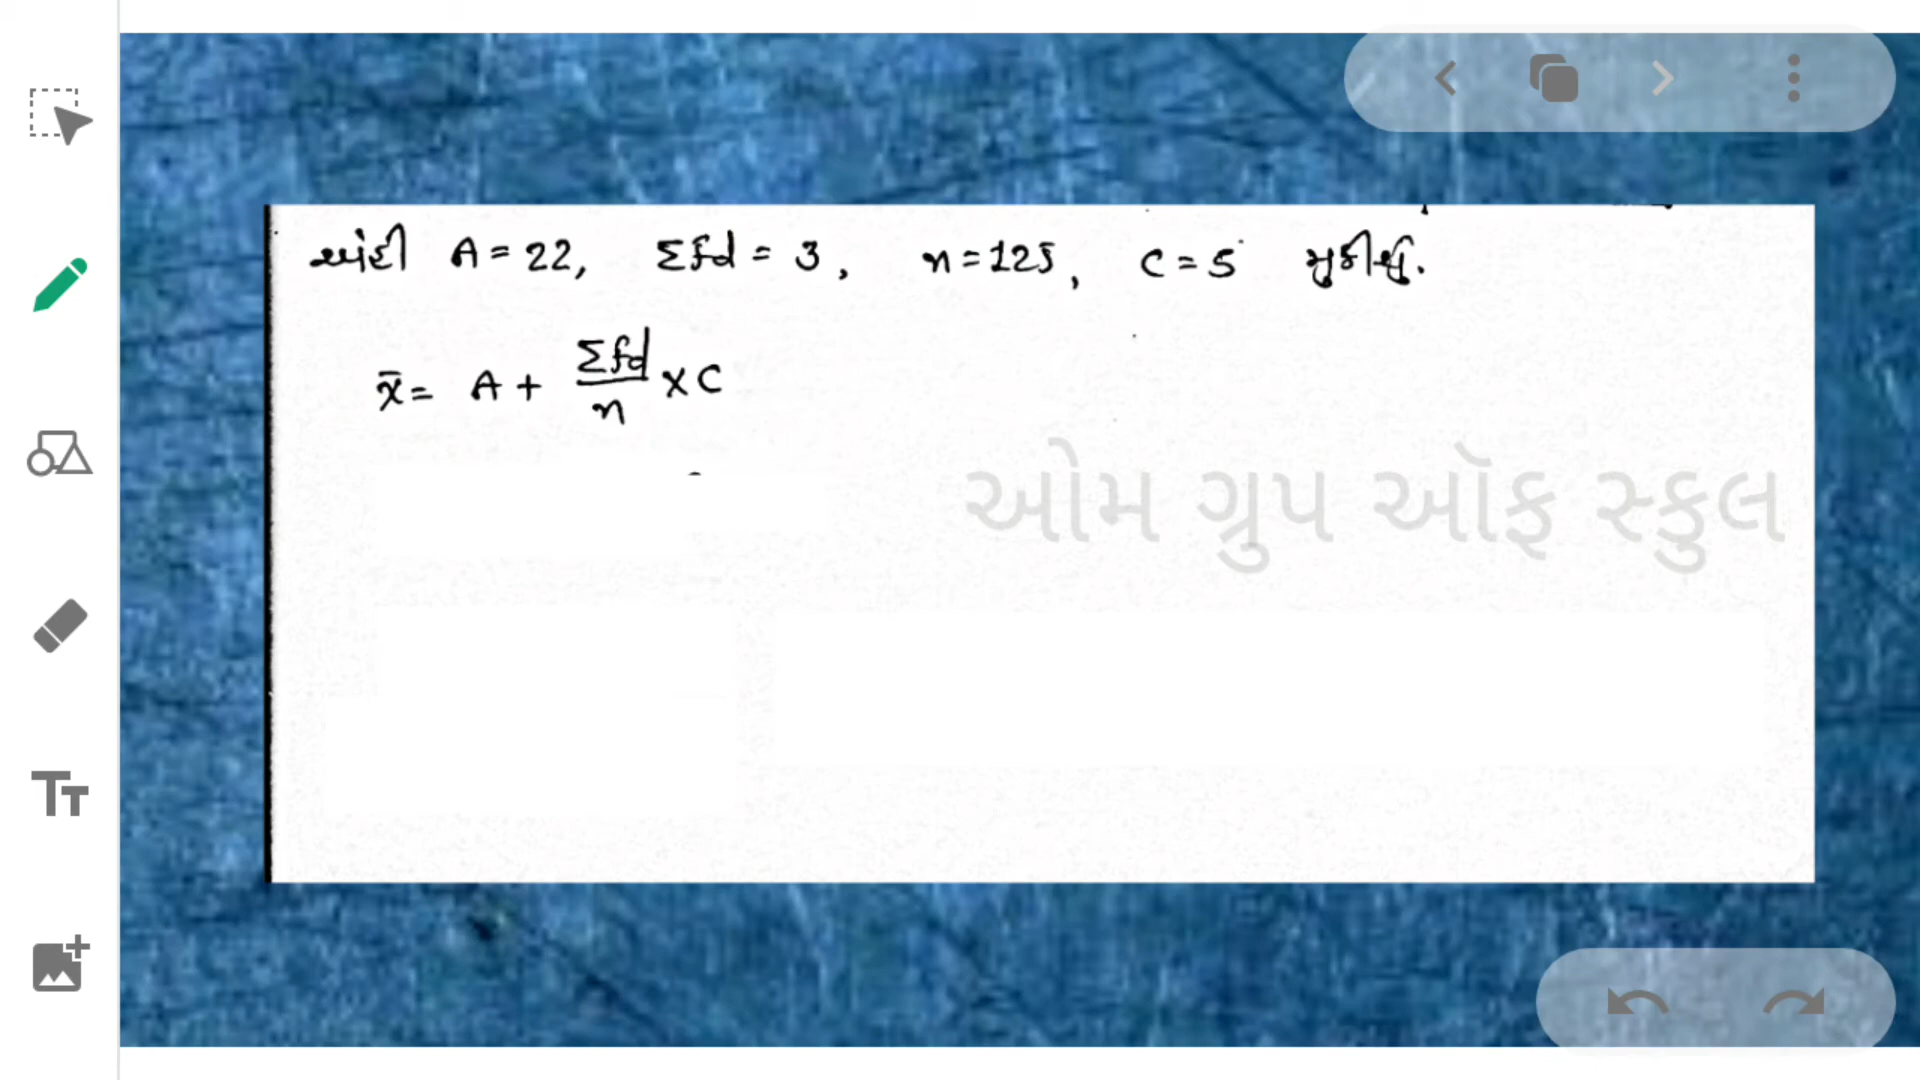 અહીં A = 22, Σfd = 3, n = 125, C = 5 મુકીશું.
x̄ = A + Σfd/n × C
ઓમ ગ્રુપ ઓફ સ્કુલ